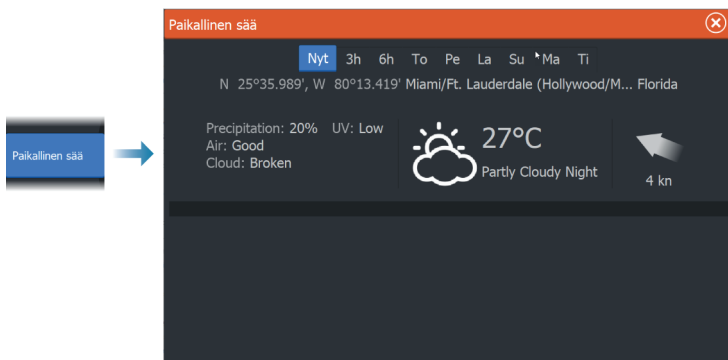 Paikallinen sää
Nyt 3h 6h To Pe La Su Ma Ti
N 25°35.989', W 80°13.419' Miami/Ft. Lauderdale (Hollywood/M... Florida
Precipitation: 20% UV: Low
Air: Good
Cloud: Broken
27°C
Partly Cloudy Night
4 kn
Paikallinen sää